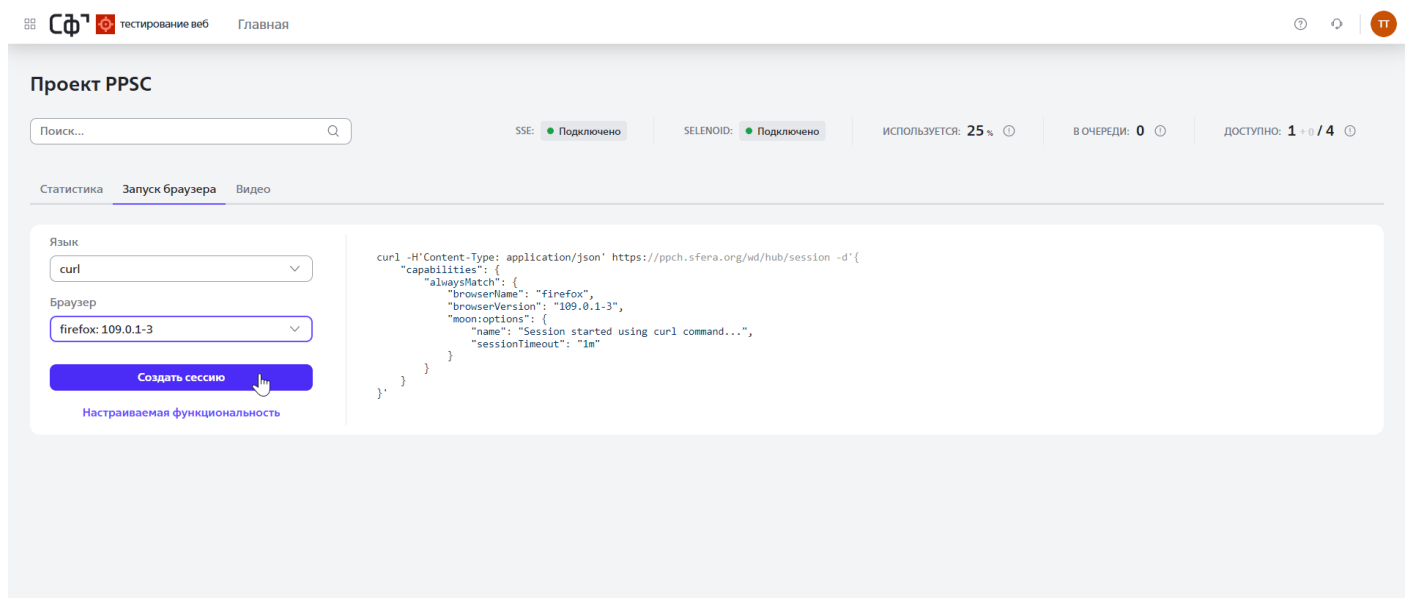 Сф тестирование веб Главная ТТ
Проект PPSC
Поиск... SSE: Подключено SELENOID: Подключено ИСПОЛЬЗУЕТСЯ: 25 % В ОЧЕРЕДИ: 0 ДОСТУПНО: 1 + 0 / 4
Статистика Запуск браузера Видео
Язык
curl
Браузер
firefox: 109.0.1-3
Создать сессию
Настраиваемая функциональность
curl -H'Content-Type: application/json' https://ppch.sfera.org/wd/hub/session -d'{
"capabilities": {
"alwaysMatch": {
"browserName": "firefox",
"browserVersion": "109.0.1-3",
"moon:options": {
"name": "Session started using curl command...",
"sessionTimeout": "1m"
}
}
}
}'